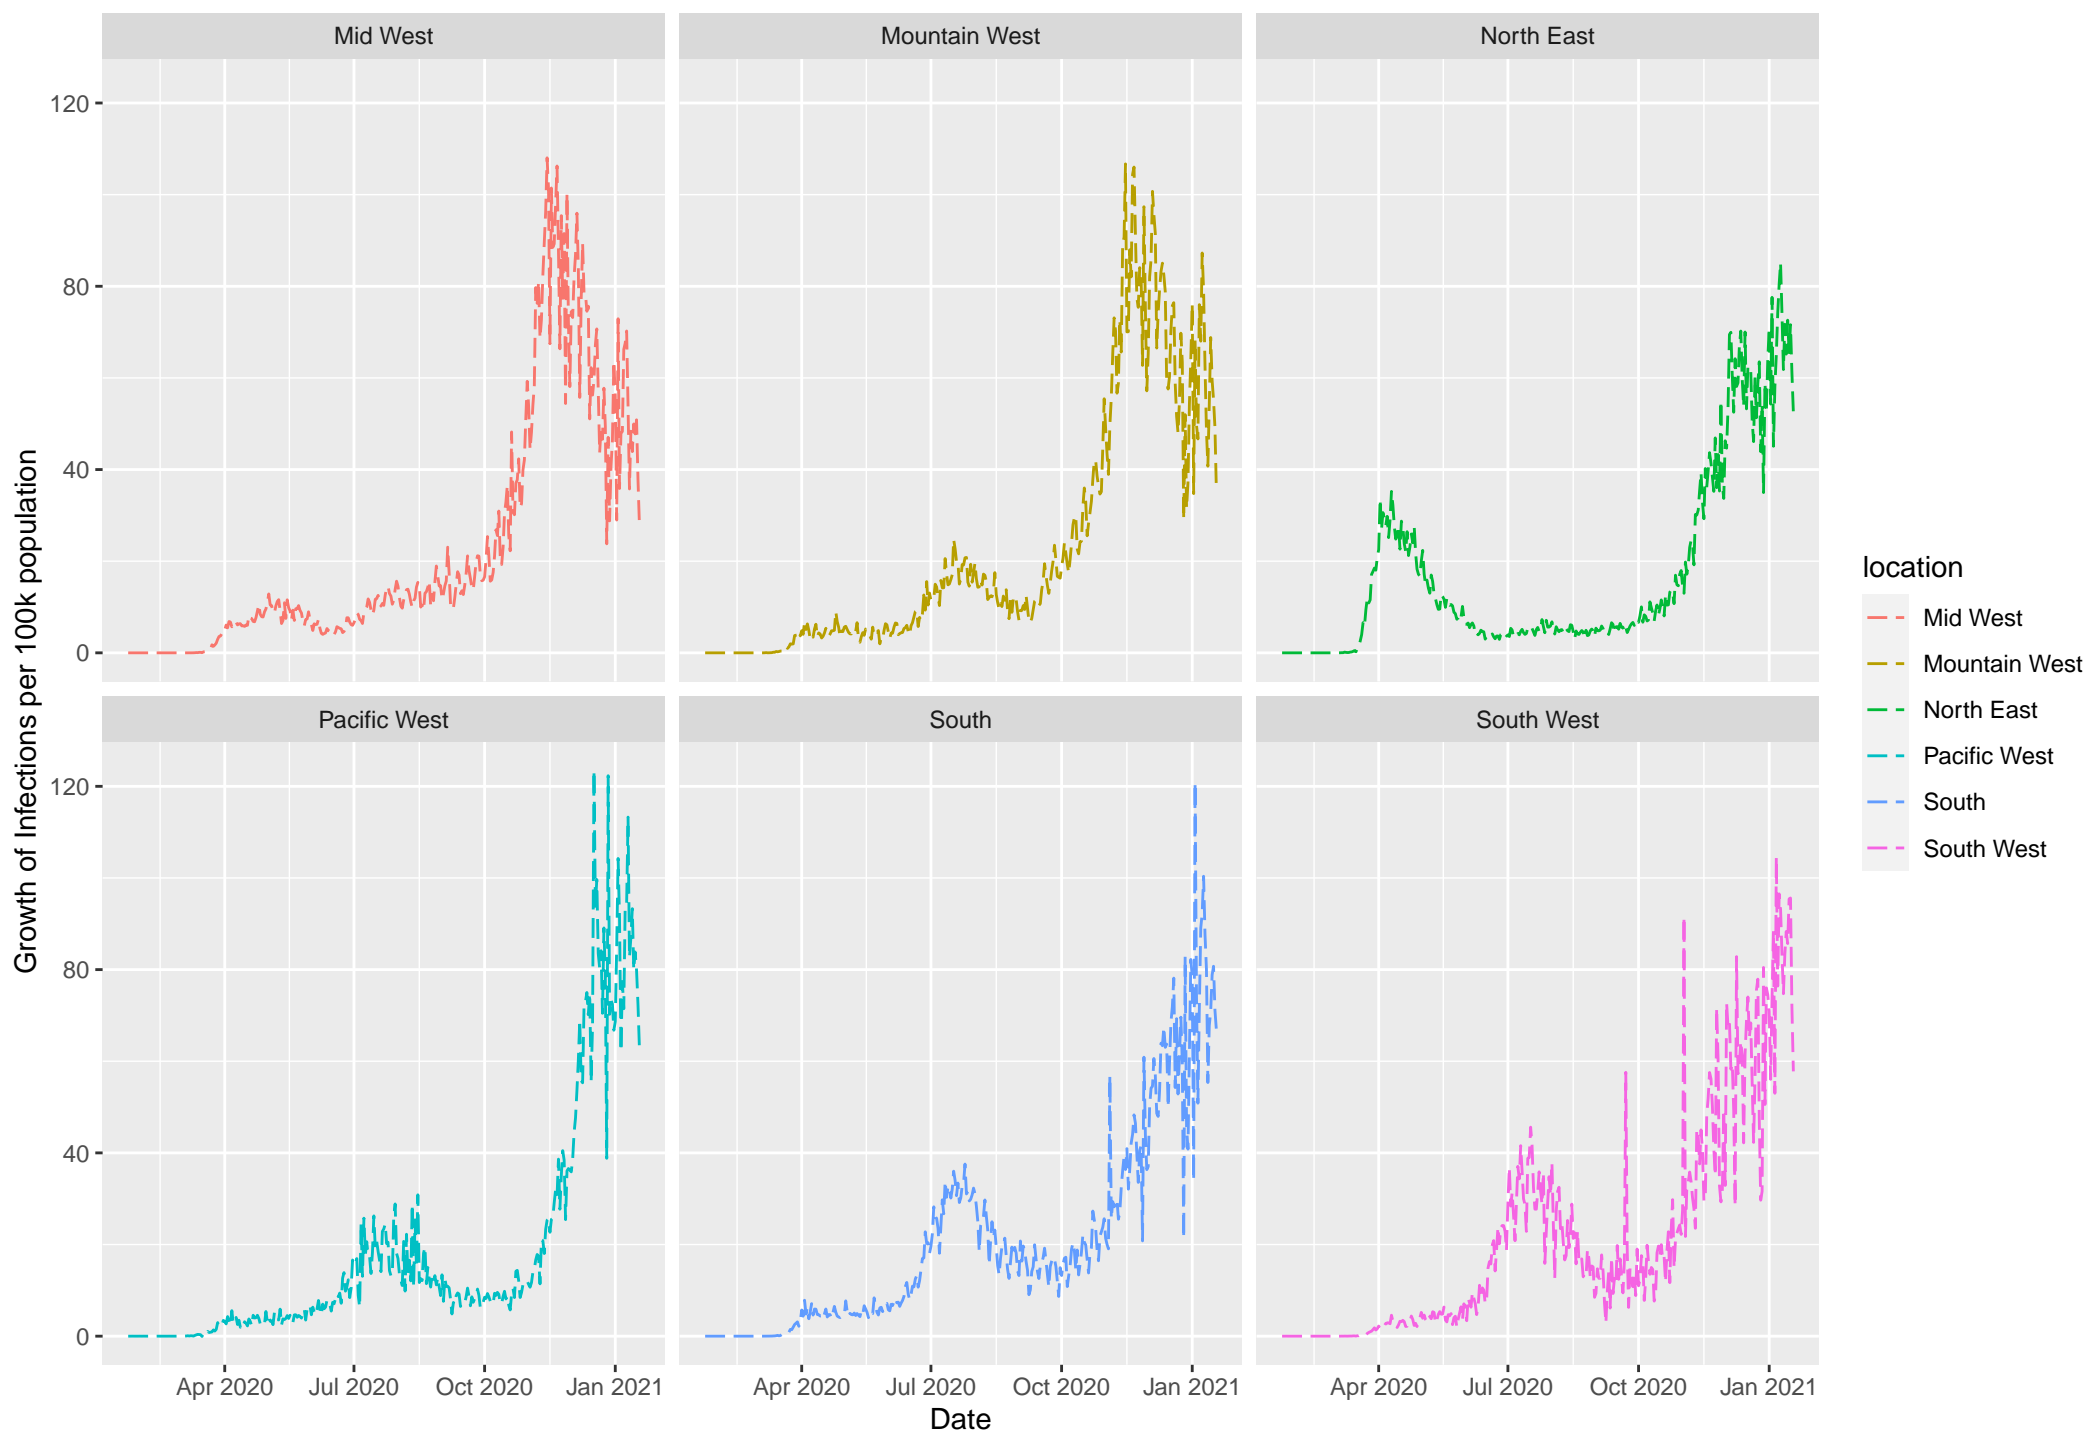 Mid West
Mountain West
North East
120
80
40
0
Pacific West
South
South West
120
80
40
0
Apr 2020
Jul 2020
Oct 2020
Jan 2021
Apr 2020
Jul 2020
Oct 2020
Jan 2021
Apr 2020
Jul 2020
Oct 2020
Jan 2021
Date
Growth of Infections per 100k population
location
Mid West
Mountain West
North East
Pacific West
South
South West